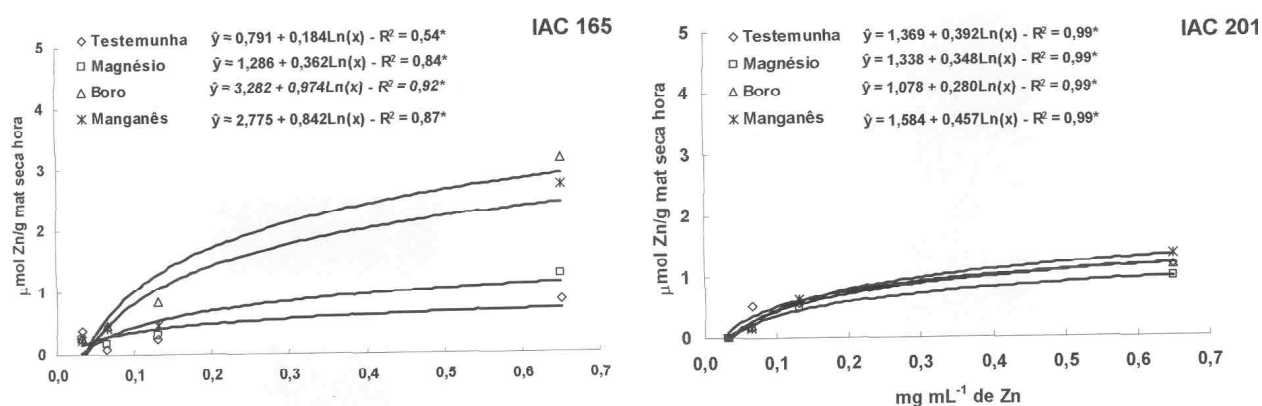 IAC 165
Testemunha ŷ = 0,791 + 0,184Ln(x) - R² = 0,54*
Magnésio ŷ = 1,286 + 0,362Ln(x) - R² = 0,84*
Boro ŷ = 3,282 + 0,974Ln(x) - R² = 0,92*
Manganês ŷ = 2,775 + 0,842Ln(x) - R² = 0,87*
µmol Zn/g mat seca hora
5
4
3
2
1
0
0,0 0,1 0,2 0,3 0,4 0,5 0,6 0,7
IAC 201
Testemunha ŷ = 1,369 + 0,392Ln(x) - R² = 0,99*
Magnésio ŷ = 1,338 + 0,348Ln(x) - R² = 0,99*
Boro ŷ = 1,078 + 0,280Ln(x) - R² = 0,99*
Manganês ŷ = 1,584 + 0,457Ln(x) - R² = 0,99*
µmol Zn/g mat seca hora
5
4
3
2
1
0
0,0 0,1 0,2 0,3 0,4 0,5 0,6 0,7
mg mL⁻¹ de Zn